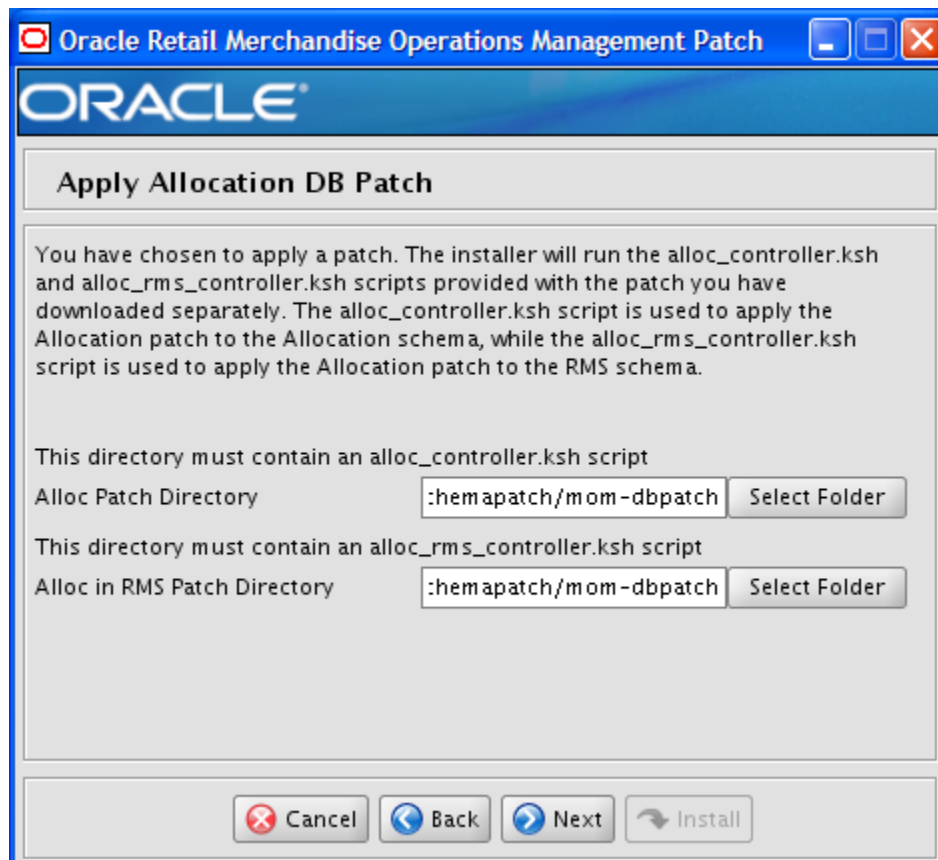 Oracle Retail Merchandise Operations Management Patch
ORACLE®
Apply Allocation DB Patch
You have chosen to apply a patch. The installer will run the alloc_controller.ksh
and alloc_rms_controller.ksh scripts provided with the patch you have
downloaded separately. The alloc_controller.ksh script is used to apply the
Allocation patch to the Allocation schema, while the alloc_rms_controller.ksh
script is used to apply the Allocation patch to the RMS schema.
This directory must contain an alloc_controller.ksh script
Alloc Patch Directory :hemapatch/mom-dbpatch Select Folder
This directory must contain an alloc_rms_controller.ksh script
Alloc in RMS Patch Directory :hemapatch/mom-dbpatch Select Folder
Cancel Back Next Install